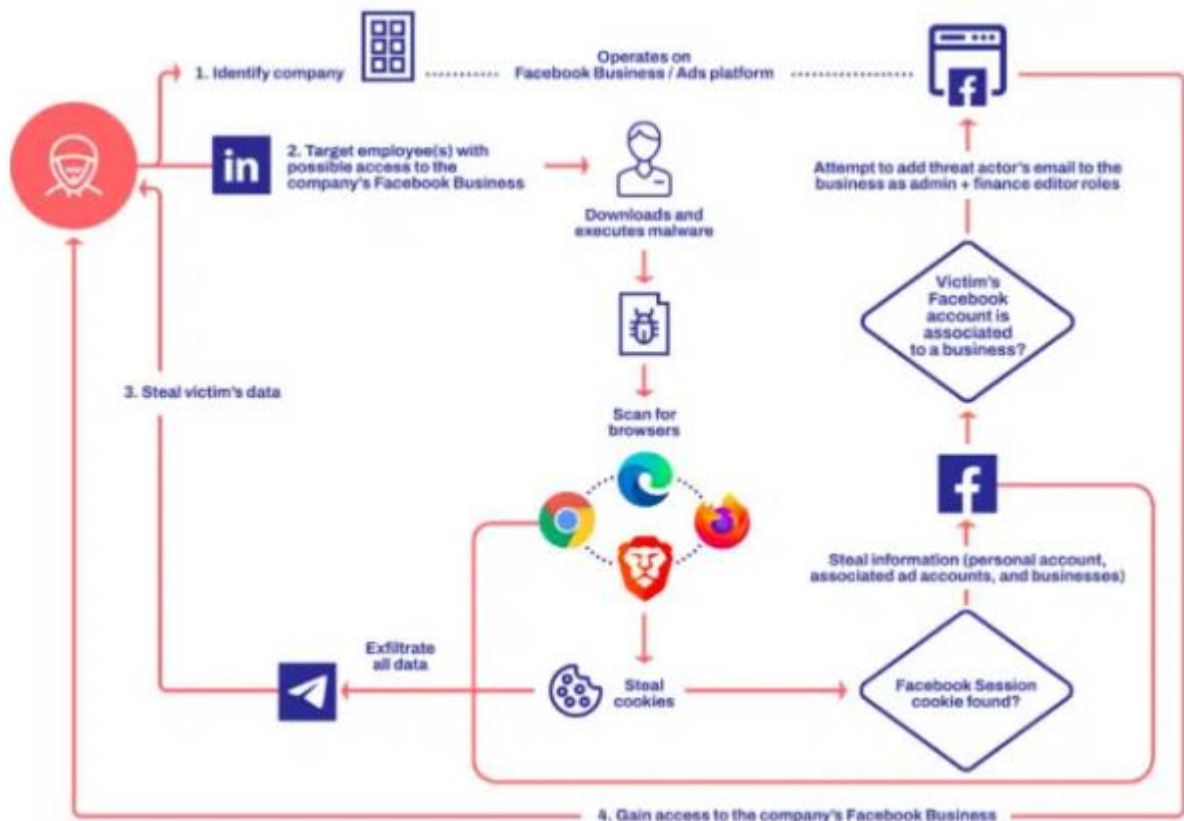 1. Identify company
Operates on
Facebook Business / Ads platform
f
in
2. Target employee(s) with
possible access to the
company's Facebook Business
Downloads and
executes malware
Attempt to add threat actor's email to the
business as admin + finance editor roles
Victim's
Facebook
account is
associated
to a business?
3. Steal victim's data
Scan for
browsers
f
Steal information (personal account,
associated ad accounts, and businesses)
Exfiltrate
all data
Steal
cookies
Facebook Session
cookie found?
4. Gain access to the company's Facebook Business